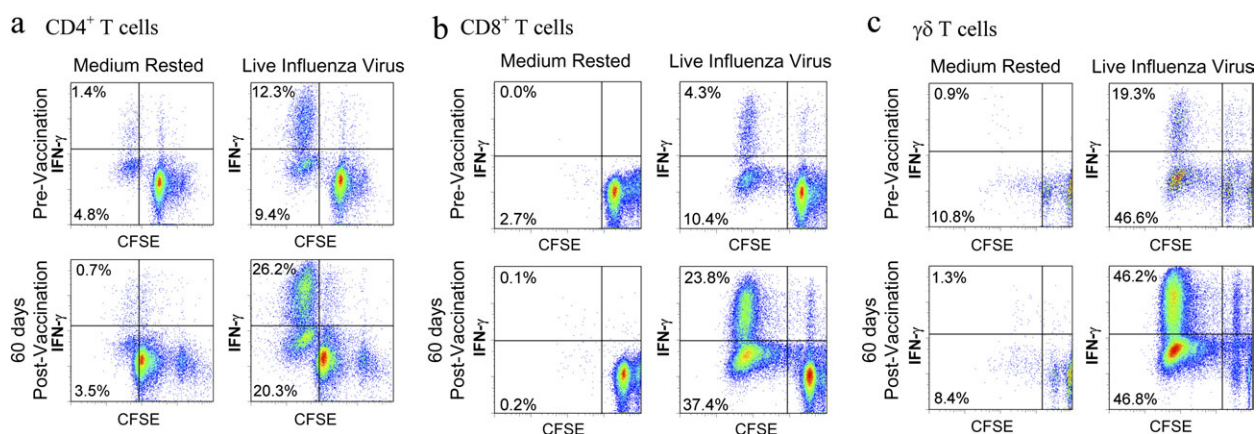 a CD4+ T cells
Medium Rested
Live Influenza Virus
Pre-Vaccination
IFN-γ
1.4%
4.8%
CFSE
IFN-γ
12.3%
9.4%
CFSE
60 days
Post-Vaccination
IFN-γ
0.7%
3.5%
CFSE
IFN-γ
26.2%
20.3%
CFSE
b CD8+ T cells
Medium Rested
Live Influenza Virus
Pre-Vaccination
IFN-γ
0.0%
2.7%
CFSE
IFN-γ
4.3%
10.4%
CFSE
60 days
Post-Vaccination
IFN-γ
0.1%
0.2%
CFSE
IFN-γ
23.8%
37.4%
CFSE
c γδ T cells
Medium Rested
Live Influenza Virus
Pre-Vaccination
IFN-γ
0.9%
10.8%
CFSE
IFN-γ
19.3%
46.6%
CFSE
60 days
Post-Vaccination
IFN-γ
1.3%
8.4%
CFSE
IFN-γ
46.2%
46.8%
CFSE